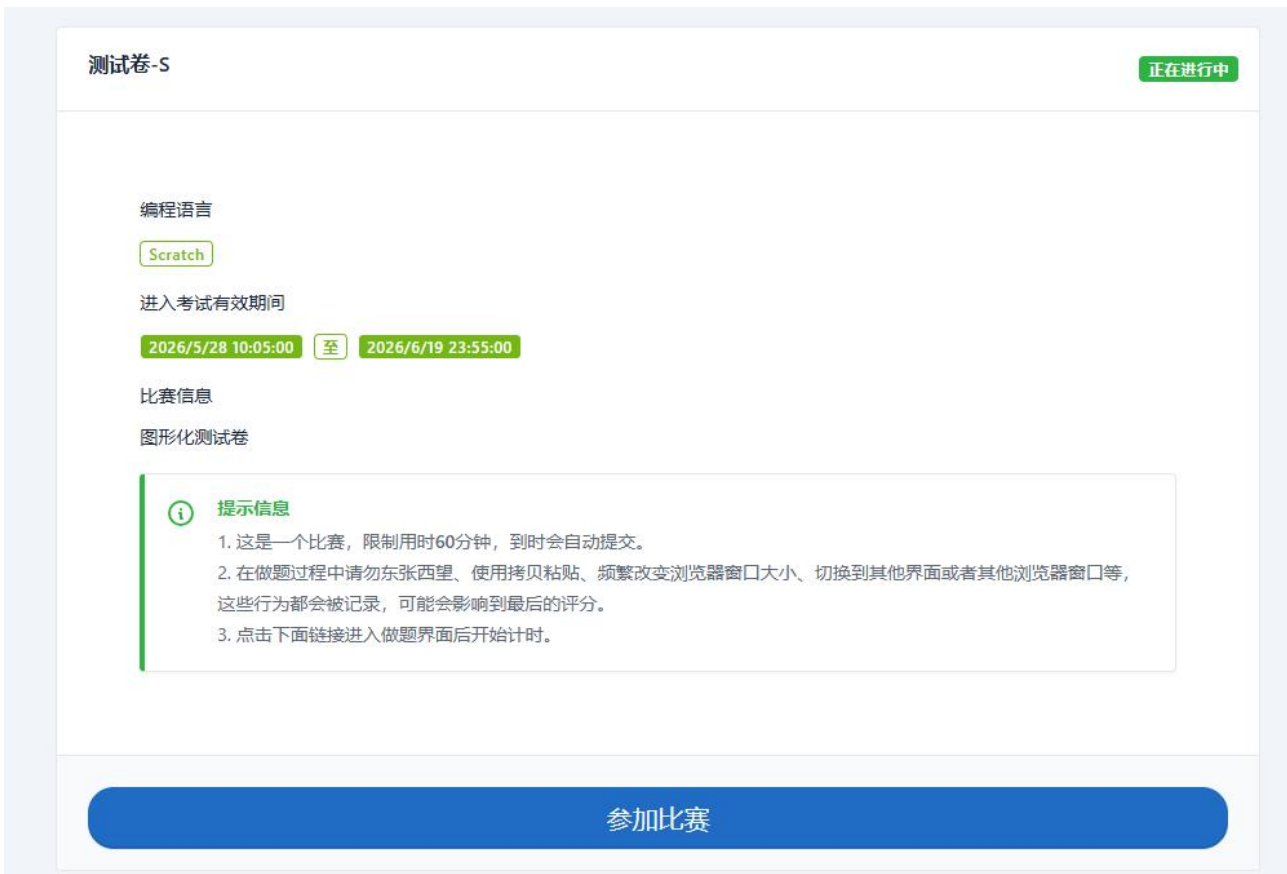 测试卷-S
正在进行中
编程语言
Scratch
进入考试有效期间
2026/5/28 10:05:00 至 2026/6/19 23:55:00
比赛信息
图形化测试卷
提示信息
1. 这是一个比赛，限制用时60分钟，到时会自动提交。
2. 在做题过程中请勿东张西望、使用拷贝粘贴、频繁改变浏览器窗口大小、切换到其他界面或者其他浏览器窗口等，
这些行为都会被记录，可能会影响到最后的评分。
3. 点击下面链接进入做题界面后开始计时。
参加比赛